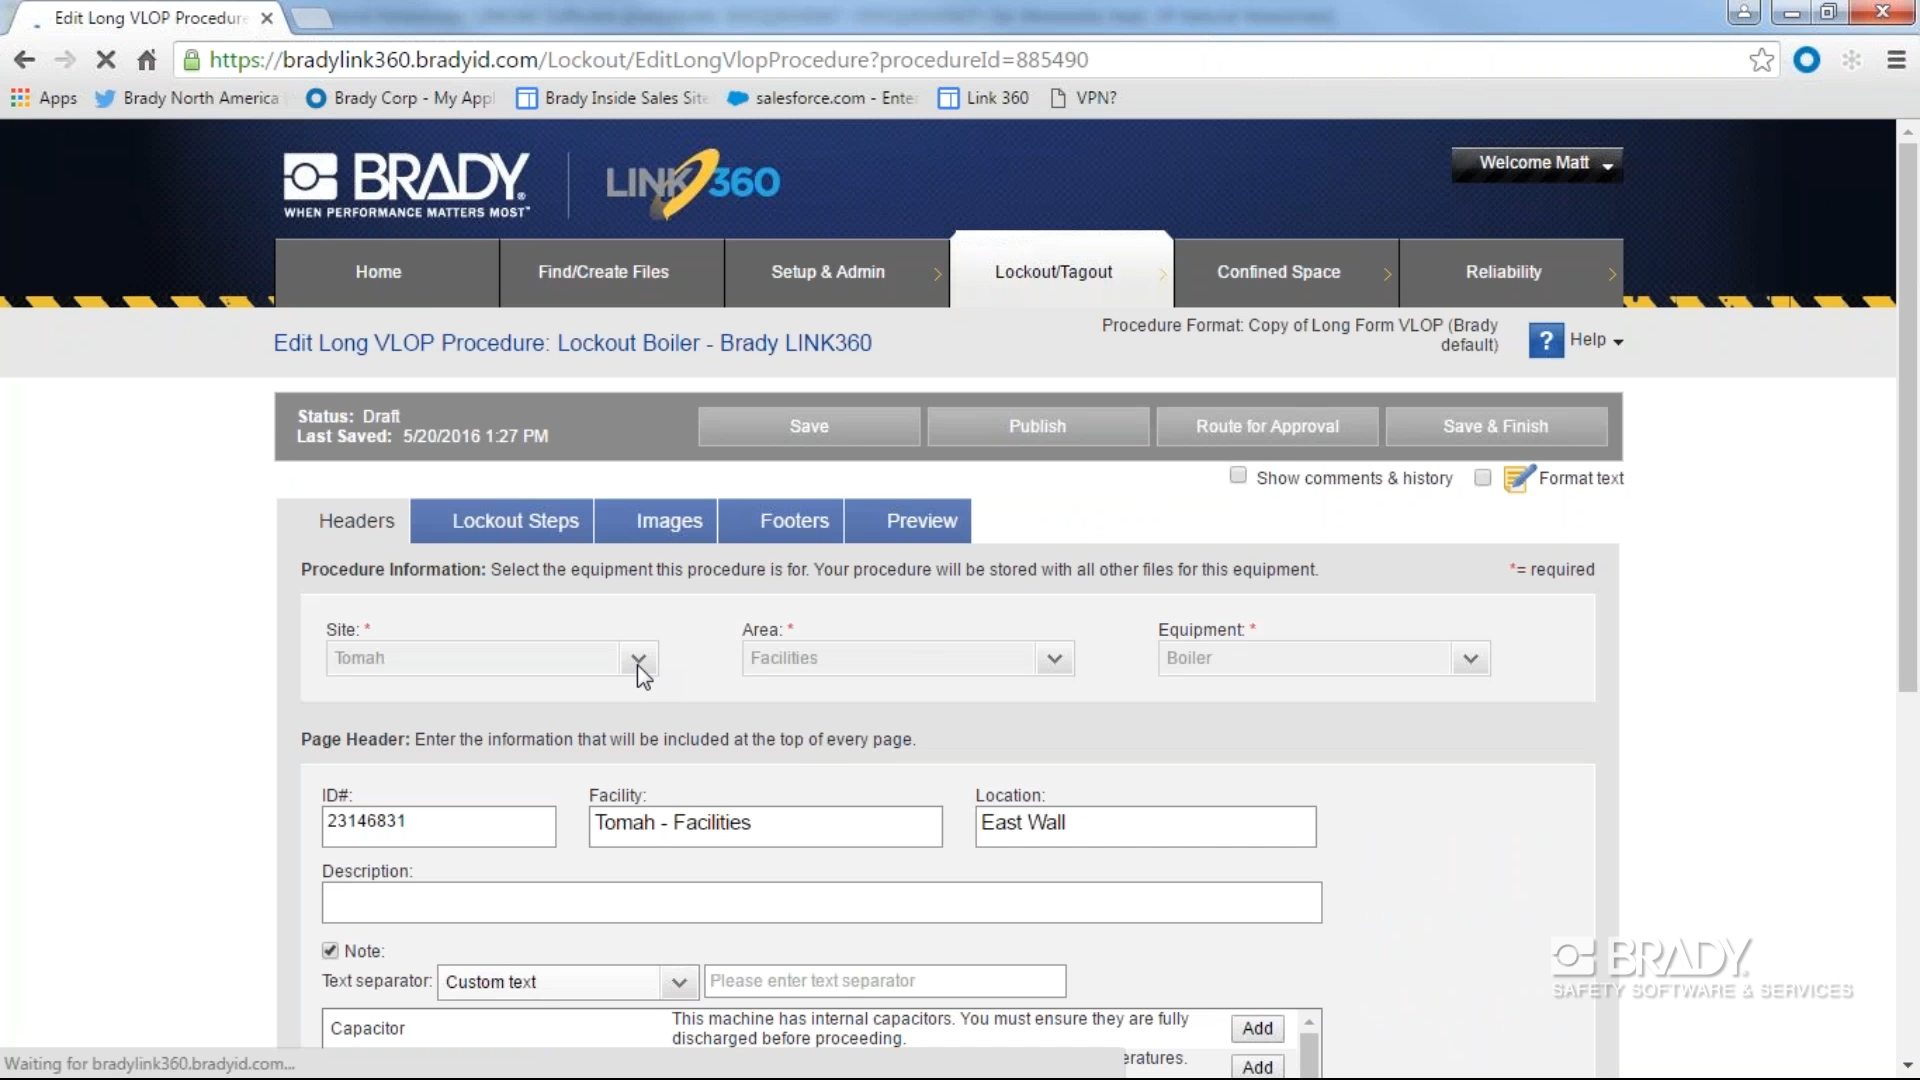 Edit Long VLOP Procedure
https://bradylink360.bradyid.com/Lockout/EditLongVlopProcedure?procedureId=885490
Apps Brady North America Brady Corp - My Appl Brady Inside Sales Site salesforce.com - Enter Link 360 VPN?
BRADY.
WHEN PERFORMANCE MATTERS MOST™
LINK 360
Welcome Matt
Home Find/Create Files Setup & Admin Lockout/Tagout Confined Space Reliability
Edit Long VLOP Procedure: Lockout Boiler - Brady LINK360
Procedure Format: Copy of Long Form VLOP (Brady
default)
? Help
Status: Draft
Last Saved: 5/20/2016 1:27 PM
Save Publish Route for Approval Save & Finish
Show comments & history Format text
Headers Lockout Steps Images Footers Preview
Procedure Information: Select the equipment this procedure is for. Your procedure will be stored with all other files for this equipment. *= required
Site: * Area: * Equipment: *
Tomah Facilities Boiler
Page Header: Enter the information that will be included at the top of every page.
ID#: Facility: Location:
23146831 Tomah - Facilities East Wall
Description:
Note:
Text separator: Custom text Please enter text separator
Capacitor This machine has internal capacitors. You must ensure they are fully
discharged before proceeding. Add
eratures. Add
Waiting for bradylink360.bradyid.com...
BRADY.
SAFETY SOFTWARE & SERVICES